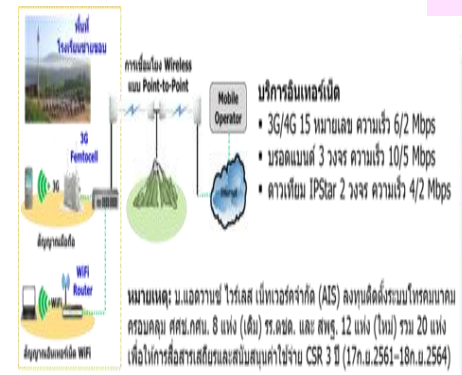 พื้นที่
โรงเรียนชายขอบ
การเชื่อมโยง Wireless
แบบ Point-to-Point
Mobile
Operator
3G
Femtocell
3G
สัญญาณมือถือ
Internet
WiFi
Router
WiFi
สัญญาณอินเทอร์เน็ต WiFi
บริการอินเทอร์เน็ต
• 3G/4G 15 หมายเลข ความเร็ว 6/2 Mbps
• บรอดแบนด์ 3 วงจร ความเร็ว 10/5 Mbps
• ดาวเทียม IPStar 2 วงจร ความเร็ว 4/2 Mbps
หมายเหตุ: บ.แอดวานซ์ ไวร์เลส เน็ทเวอร์คจำกัด (AIS) ลงทุนติดตั้งระบบโทรคมนาคม
ครอบคลุม ศศช.กศน. 8 แห่ง (เดิม) รร.ตชด. และ สพฐ. 12 แห่ง (ใหม่) รวม 20 แห่ง
เพื่อให้การสื่อสารเสถียรและสนับสนุนค่าใช้จ่าย CSR 3 ปี (17ก.ย.2561–18ก.ย.2564)